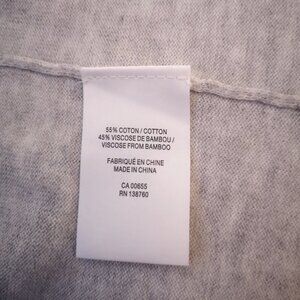 55% COTON / COTTON
45% VISCOSE DE BAMBOU /
VISCOSE FROM BAMBOO
FABRIQUÉ EN CHINE
MADE IN CHINA
CA 00655
RN 138760